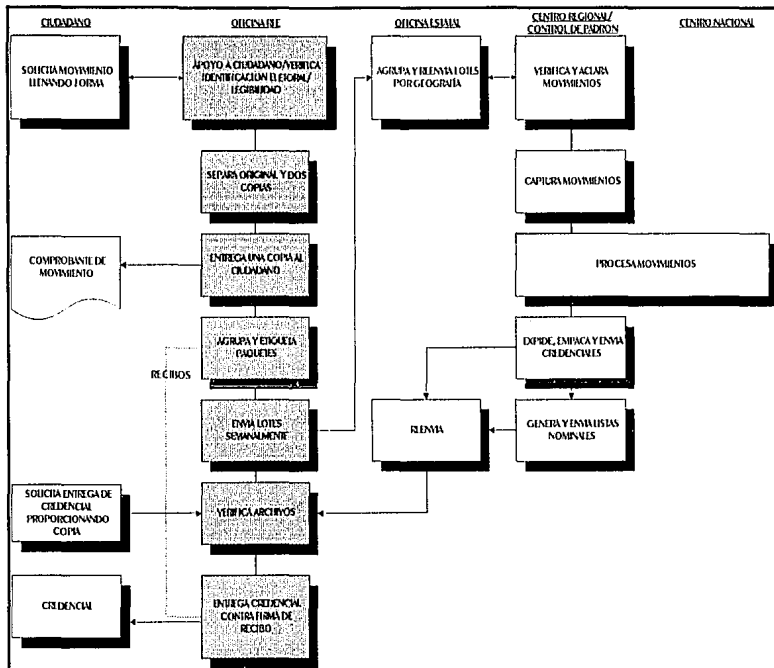 CIUDADANO
OFICINA RFE
OFICINA ESTATAL
CENTRO REGIONAL/
CONTROL DE PADRON
CENTRO NACIONAL
SOLICITA MOVIMIENTO
LLENANDO FORMA
APOYO A CIUDADANO/VERIFICA
IDENTIFICACION ELETORAL/
LEGIBILIDAD
AGRUPA Y REENVIA LOTES
POR GEOGRAFÍA
VERIFICA Y ACLARA
MOVIMIENTOS
SEPARA ORIGINAL Y DOS
COPIAS
CAPTURA MOVIMIENTOS
COMPROBANTE DE
MOVIMIENTO
ENTREGA UNA COPIA AL
CIUDADANO
PROCESA MOVIMIENTOS
AGRUPA Y ETIQUETA
PAQUETES
EXPIDE, EMPACA Y ENVIA
CREDENCIALES
RECIBOS
ENVIA LOTES
SEMANALMENTE
REENVIA
GENERA Y ENVIA LISTAS
NOMINALES
SOLICITA ENTREGA DE
CREDENCIAL
PROPORCIONANDO
COPIA
VERIFICA ARCHIVOS
CREDENCIAL
ENTREGA CREDENCIAL
CONTRA FIRMA DE
RECIBO